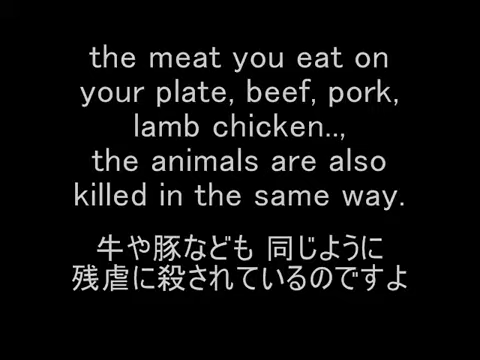 the meat you eat on
your plate, beef, pork,
lamb chicken..,
the animals are also
killed in the same way.
牛や豚なども 同じように
残虐に殺されているのですよ